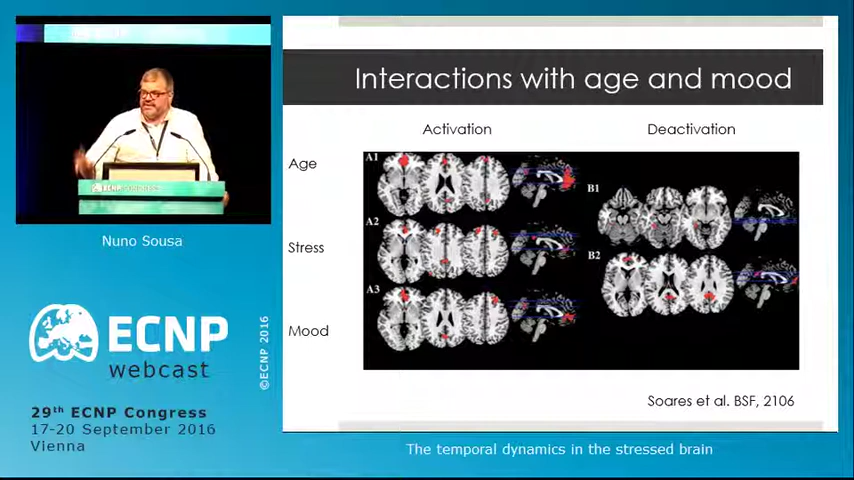 Interactions with age and mood
Activation
Deactivation
Age
Stress
Mood
A1
A2
A3
B1
B2
Soares et al. BSF, 2106
Nuno Sousa
ECNP
webcast
©ECNP 2016
29th ECNP Congress
17-20 September 2016
Vienna
The temporal dynamics in the stressed brain